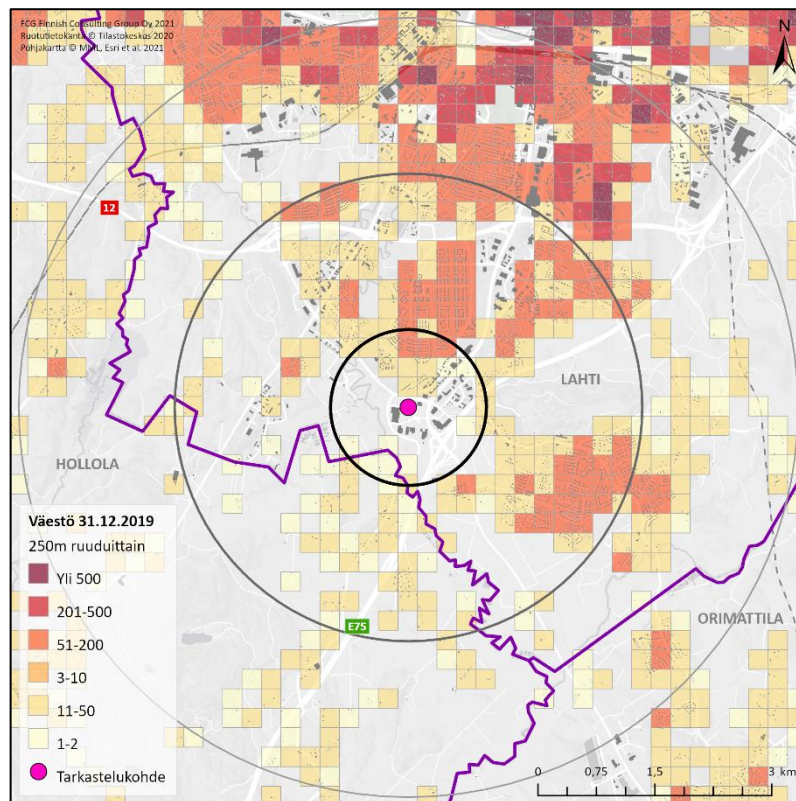 FCG Finnish Consulting Group Oy 2021
Ruututietokanta © Tilastokeskus 2020
Pohjakartta © MML, Esri et al. 2021
N
12
LAHTI
HOLLOLA
ORIMATTILA
E75
Väestö 31.12.2019
250m ruuduittain
Yli 500
201-500
51-200
3-10
11-50
1-2
Tarkastelukohde
0 0,75 1,5 3 km